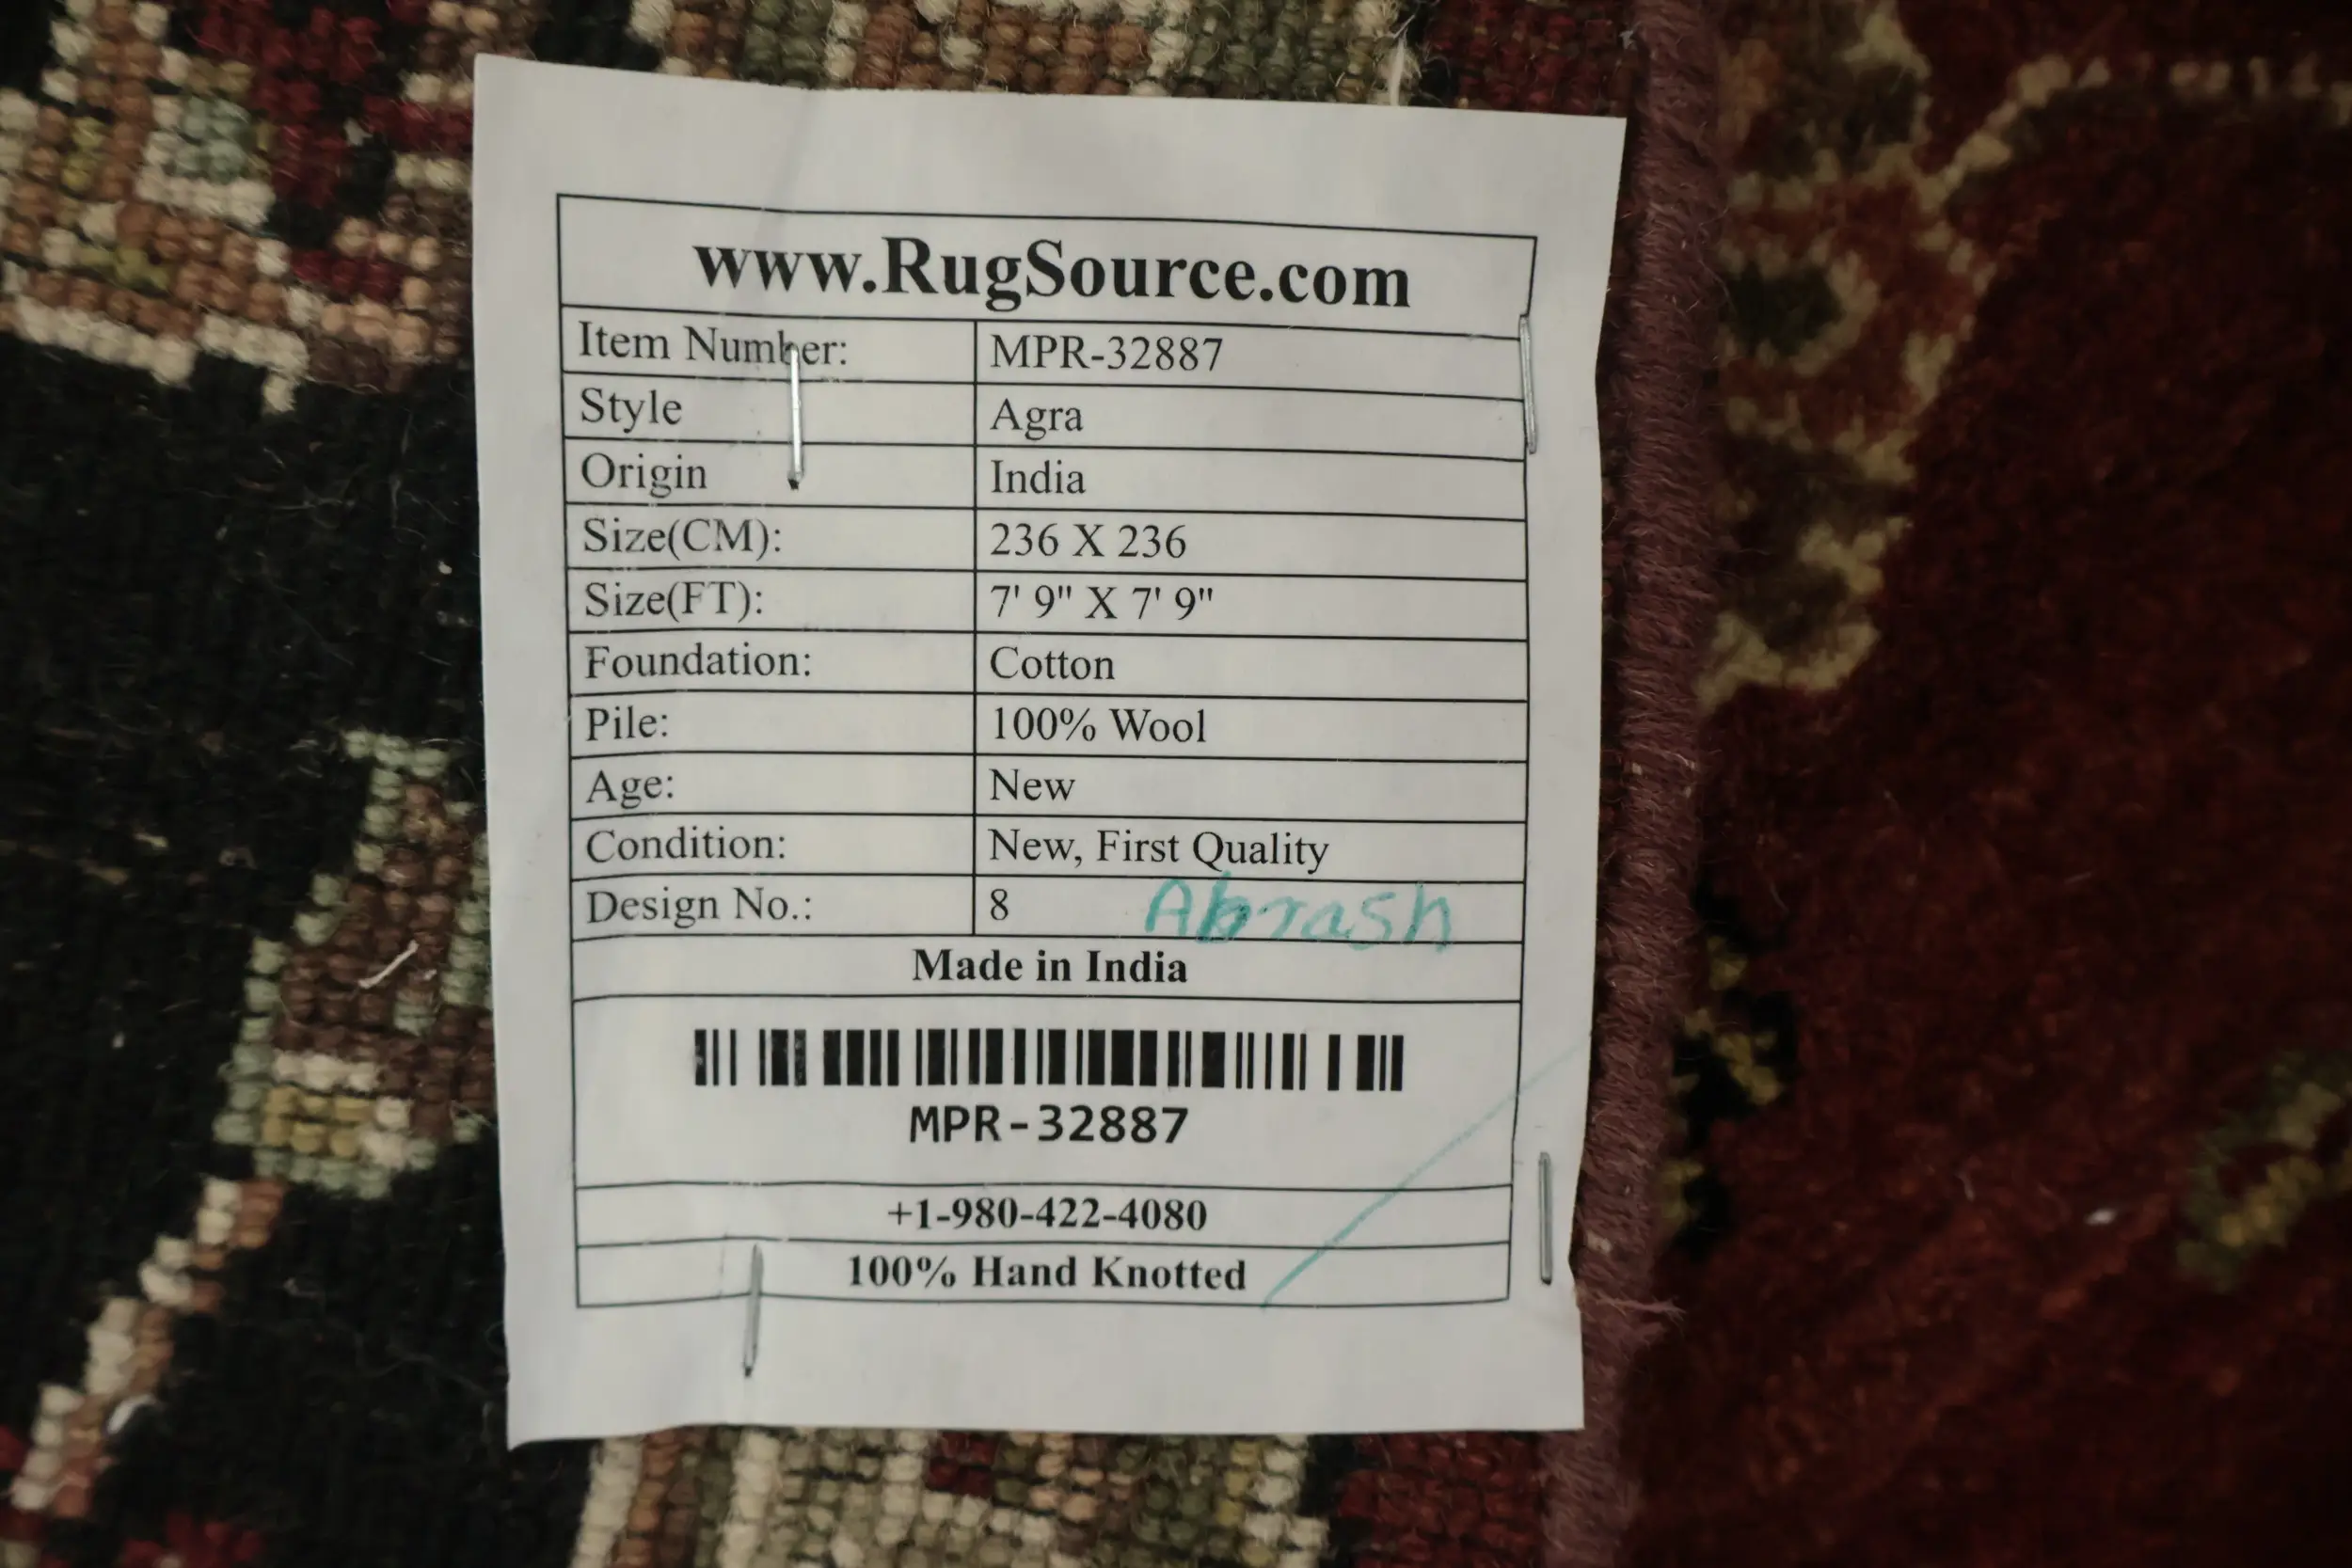 www.RugSource.com
Item Number: MPR-32887
Style Agra
Origin India
Size(CM): 236 X 236
Size(FT): 7' 9" X 7' 9"
Foundation: Cotton
Pile: 100% Wool
Age: New
Condition: New, First Quality
Design No.: 8 Abrash
Made in India
MPR-32887
+1-980-422-4080
100% Hand Knotted